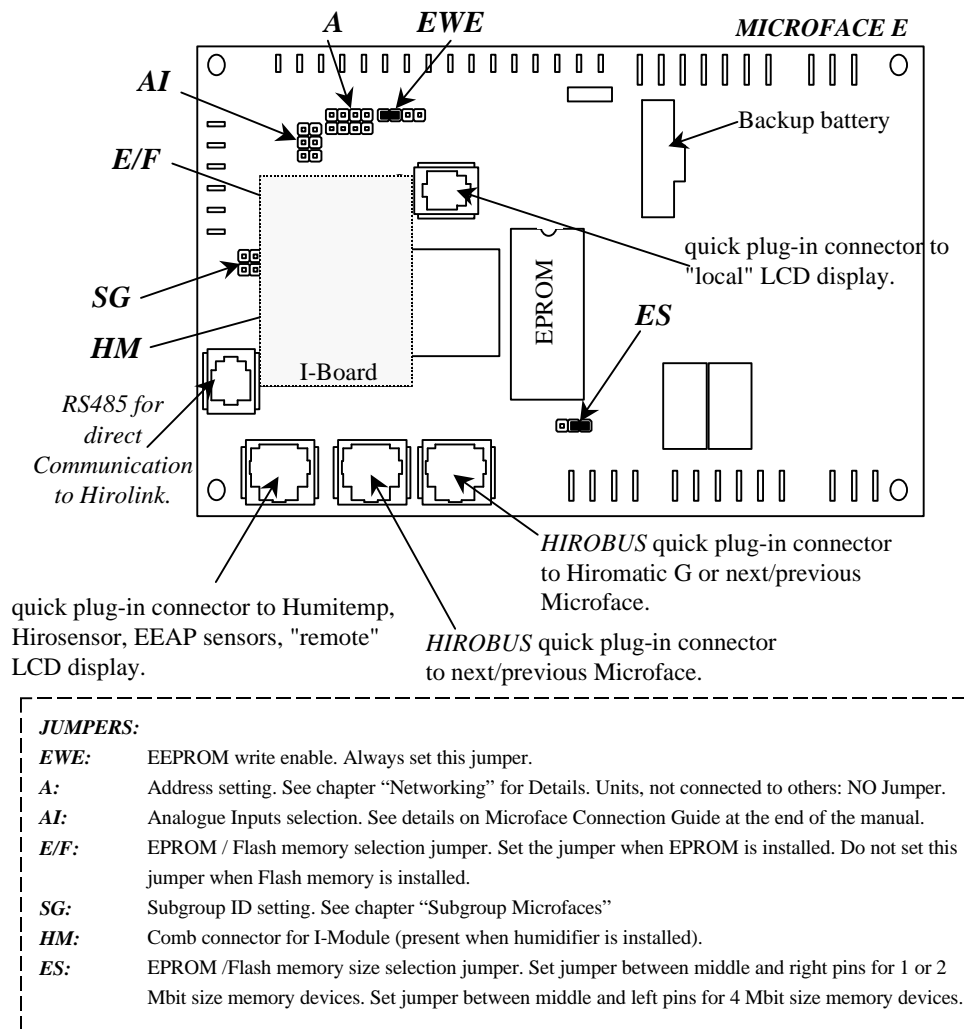 A
EWE
MICROFACE E
AI
Backup battery
E/F
quick plug-in connector to
"local" LCD display.
EPROM
SG
ES
HM
I-Board
RS485 for
direct
Communication
to Hirolink.
HIROBUS quick plug-in connector
to Hiromatic G or next/previous
Microface.
quick plug-in connector to Humitemp,
Hirosensor, EEAP sensors, "remote"
LCD display.
HIROBUS quick plug-in connector
to next/previous Microface.
JUMPERS:
EWE: EEPROM write enable. Always set this jumper.
A: Address setting. See chapter “Networking” for Details. Units, not connected to others: NO Jumper.
AI: Analogue Inputs selection. See details on Microface Connection Guide at the end of the manual.
E/F: EPROM / Flash memory selection jumper. Set the jumper when EPROM is installed. Do not set this
jumper when Flash memory is installed.
SG: Subgroup ID setting. See chapter “Subgroup Microfaces”
HM: Comb connector for I-Module (present when humidifier is installed).
ES: EPROM /Flash memory size selection jumper. Set jumper between middle and right pins for 1 or 2
Mbit size memory devices. Set jumper between middle and left pins for 4 Mbit size memory devices.